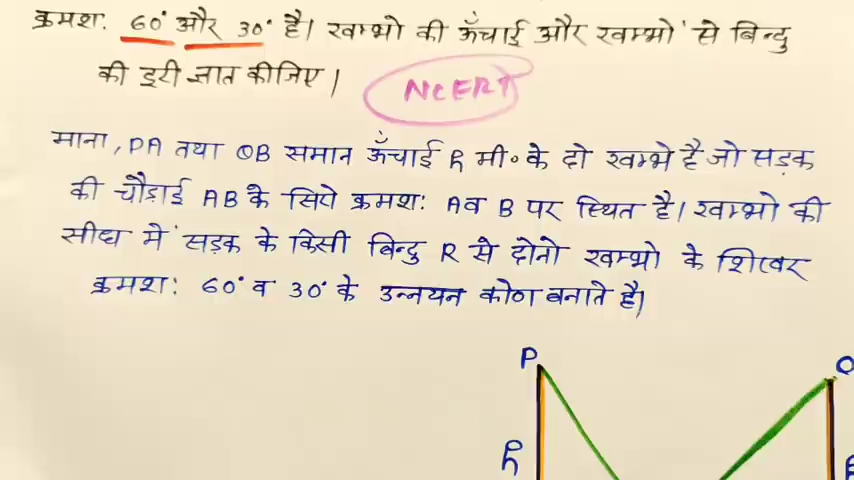 क्रमश: 60° और 30° है। खम्भो की ऊँचाई और खम्भो से बिन्दु
की दुरी ज्ञात कीजिए।
NCERT
माना, PA तथा QB समान ऊँचाई h मी॰ के दो खम्भे है जो सड़क
की चौड़ाई AB के सिरो क्रमश: A व B पर स्थित है। खम्भो की
सीध में सड़क के किसी बिन्दु R से दोनो खम्भो के शिखर
क्रमश: 60° व 30° के उन्नयन कोण बनाते है।
P
h